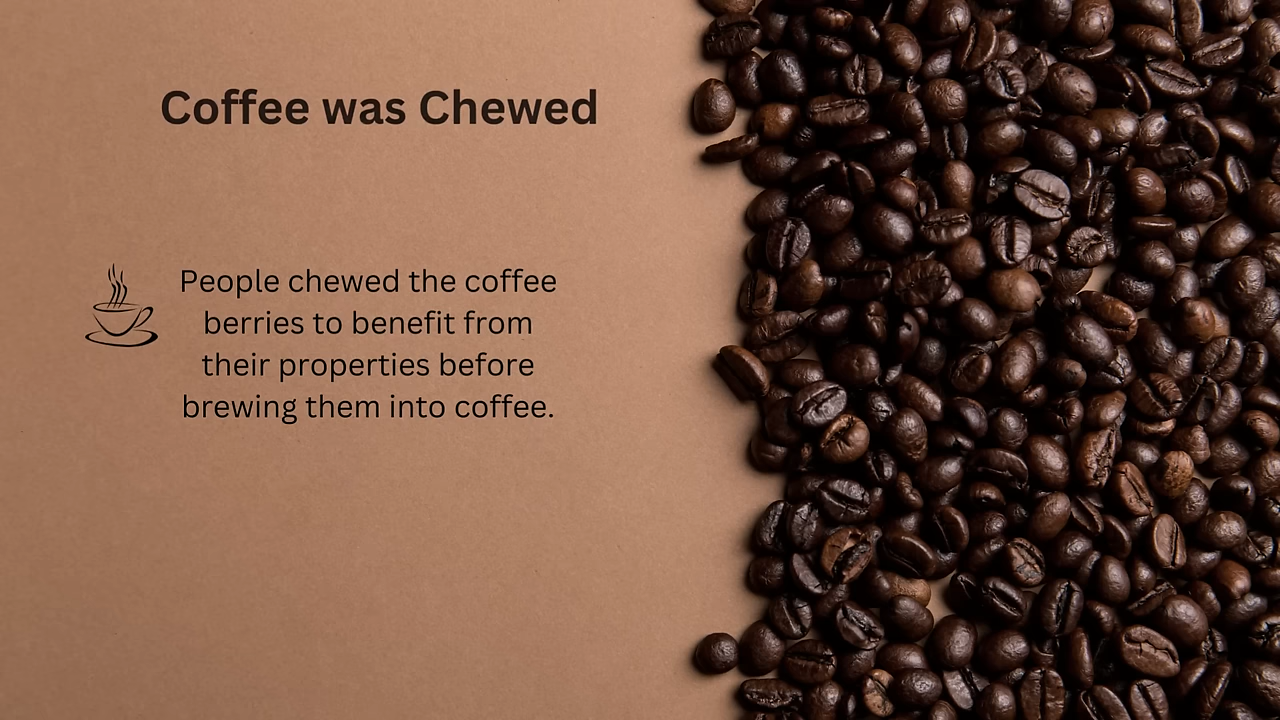 Coffee was Chewed
People chewed the coffee
berries to benefit from
their properties before
brewing them into coffee.